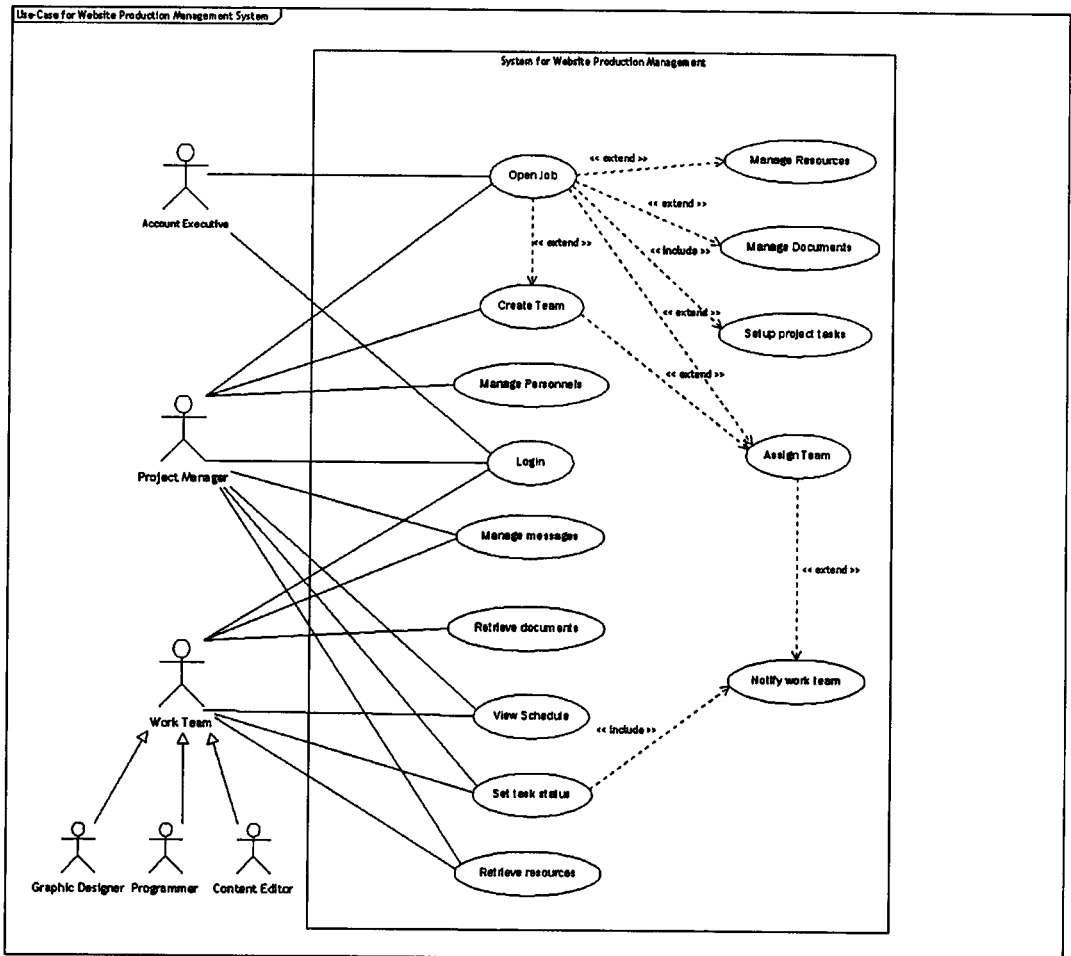 Use-Case for Website Production Management System
System for Website Production Management
Account Executive
Open Job
<< extend >>
Manage Resources
<< extend >>
<< extend >>
Manage Documents
<< include >>
Create Team
<< extend >>
Setup project tasks
Manage Personnels
<< extend >>
Project Manager
Login
Assign Team
Manage messages
<< extend >>
Retrieve documents
Notify work team
Work Team
View Schedule
<< include >>
Set task status
Retrieve resources
Graphic Designer
Programmer
Content Editor